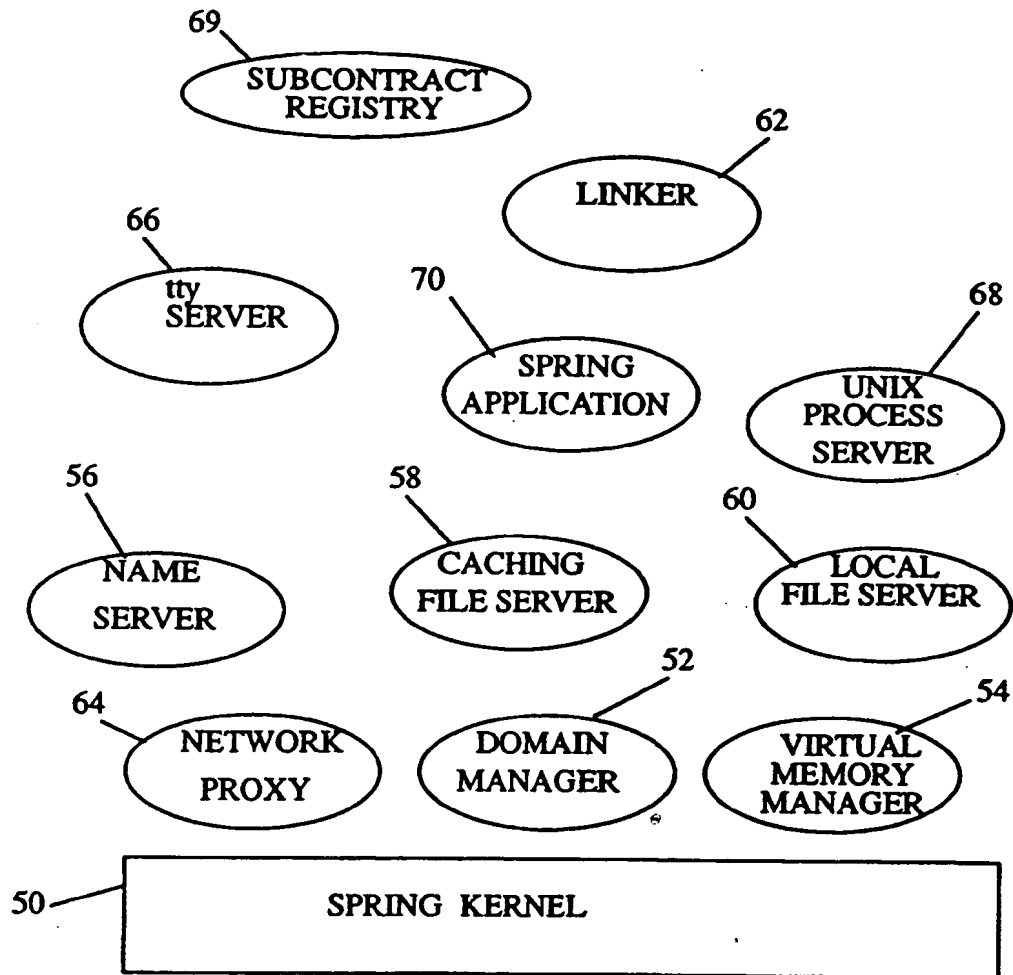 69
SUBCONTRACT
REGISTRY
62
LINKER
66
tty
SERVER
70
SPRING
APPLICATION
68
UNIX
PROCESS
SERVER
56
NAME
SERVER
58
CACHING
FILE SERVER
60
LOCAL
FILE SERVER
64
NETWORK
PROXY
52
DOMAIN
MANAGER
54
VIRTUAL
MEMORY
MANAGER
50
SPRING KERNEL